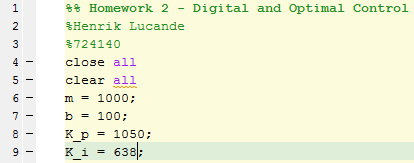 1 %% Homework 2 - Digital and Optimal Control
2 %Henrik Lucande
3 %724140
4 - close all
5 - clear all
6 - m = 1000;
7 - b = 100;
8 - K_p = 1050;
9 - K_i = 638;